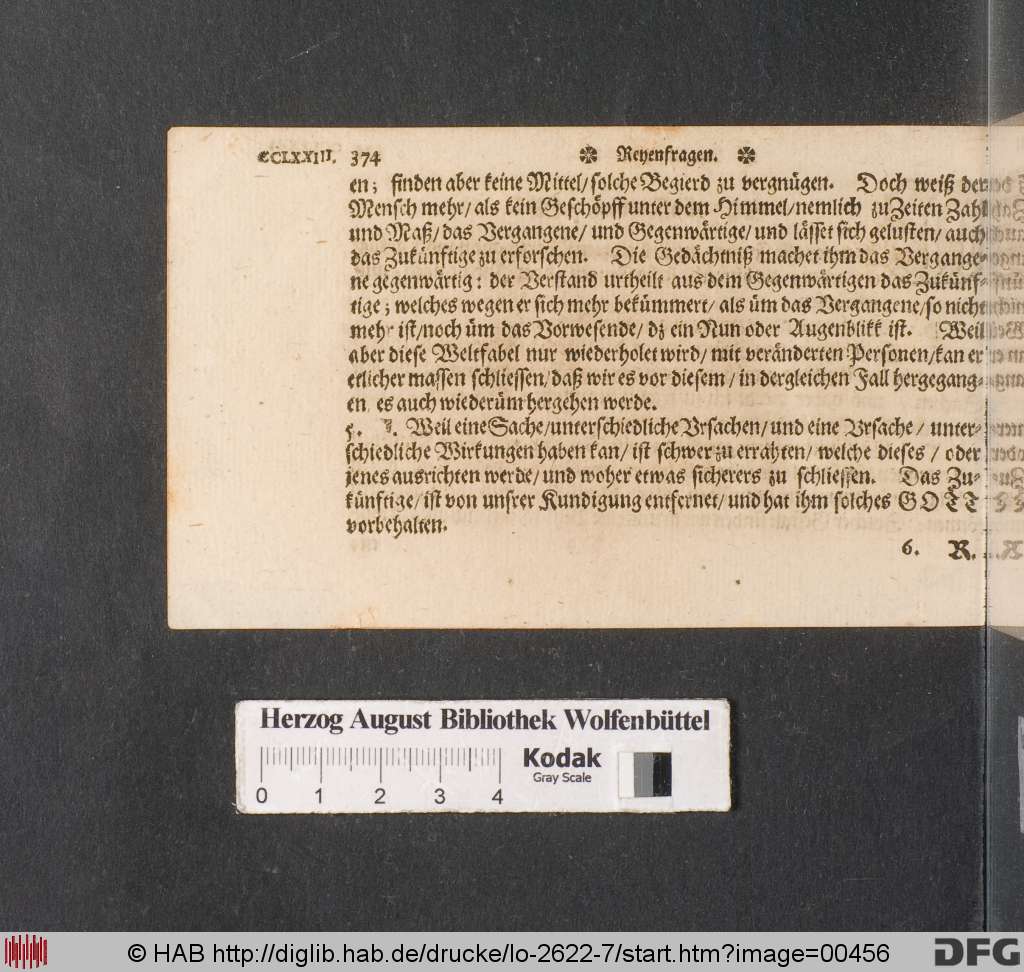 CCLXXIII. 374 Reyenfragen.
en; finden aber keine Mittel/ solche Begierd zu vergnügen. Doch weiß der
Mensch mehr/ als kein Geschöpff unter dem Himmel/ nemlich zu Zeiten Zahl
und Maß/ das Vergangene/ und Gegenwärtige/ und lässet sich gelusten/ auch
das Zukünftige zu erforschen. Die Gedächtniß machet ihm das Vergange-
ne gegenwärtig: der Verstand urtheilt aus dem Gegenwärtigen das Zukünf-
tige; welches wegen er sich mehr bekümmert/ als üm das Vergangene/ so nicht
mehr ist/ noch üm das Vorwesende/ dz ein Nun oder Augenblikk ist. Weil
aber diese Weltfabel nur wiederholet wird/ mit veränderten Personen/ kan er
etlicher massen schliessen/ daß wir es vor diesem/ in dergleichen Fall hergegang-
en es auch wiederüm hergehen werde.
5. . Weil eine Sache/ unterschiedliche Ursachen/ und eine Ursache/ unter-
schiedliche Wirkungen haben kan/ ist schwer zu errahten/ welche dieses/ oder
jenes ausrichten werde/ und woher etwas sicherers zu schliessen. Das Zu-
künftige/ ist von unsrer Kundigung entfernet/ und hat ihm solches GOTT
vorbehalten.
6. R.
Herzog August Bibliothek Wolfenbüttel
Kodak
Gray Scale
0 1 2 3 4
© HAB http://diglib.hab.de/drucke/lo-2622-7/start.htm?image=00456
DFG